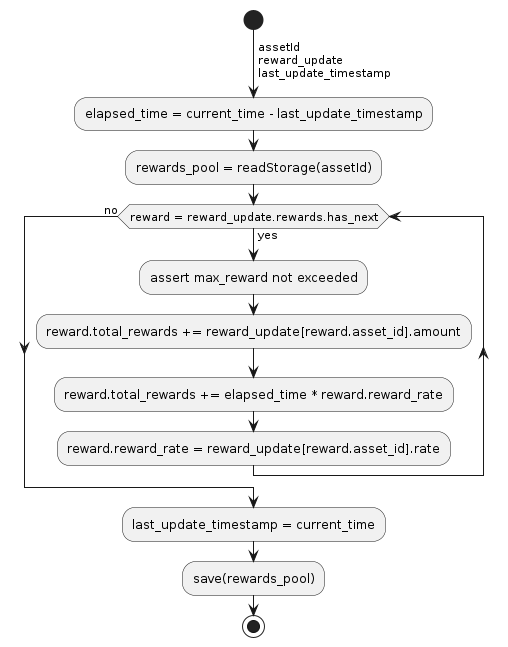 assetId
reward_update
last_update_timestamp
elapsed_time = current_time - last_update_timestamp
rewards_pool = readStorage(assetId)
no
reward = reward_update.rewards.has_next
yes
assert max_reward not exceeded
reward.total_rewards += reward_update[reward.asset_id].amount
reward.total_rewards += elapsed_time * reward.reward_rate
reward.reward_rate = reward_update[reward.asset_id].rate
last_update_timestamp = current_time
save(rewards_pool)